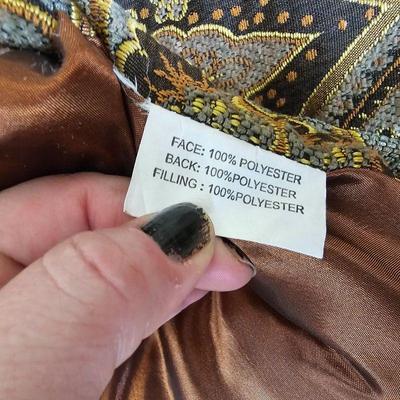 FACE: 100% POLYESTER
BACK: 100%POLYESTER
FILLING : 100%POLYESTER